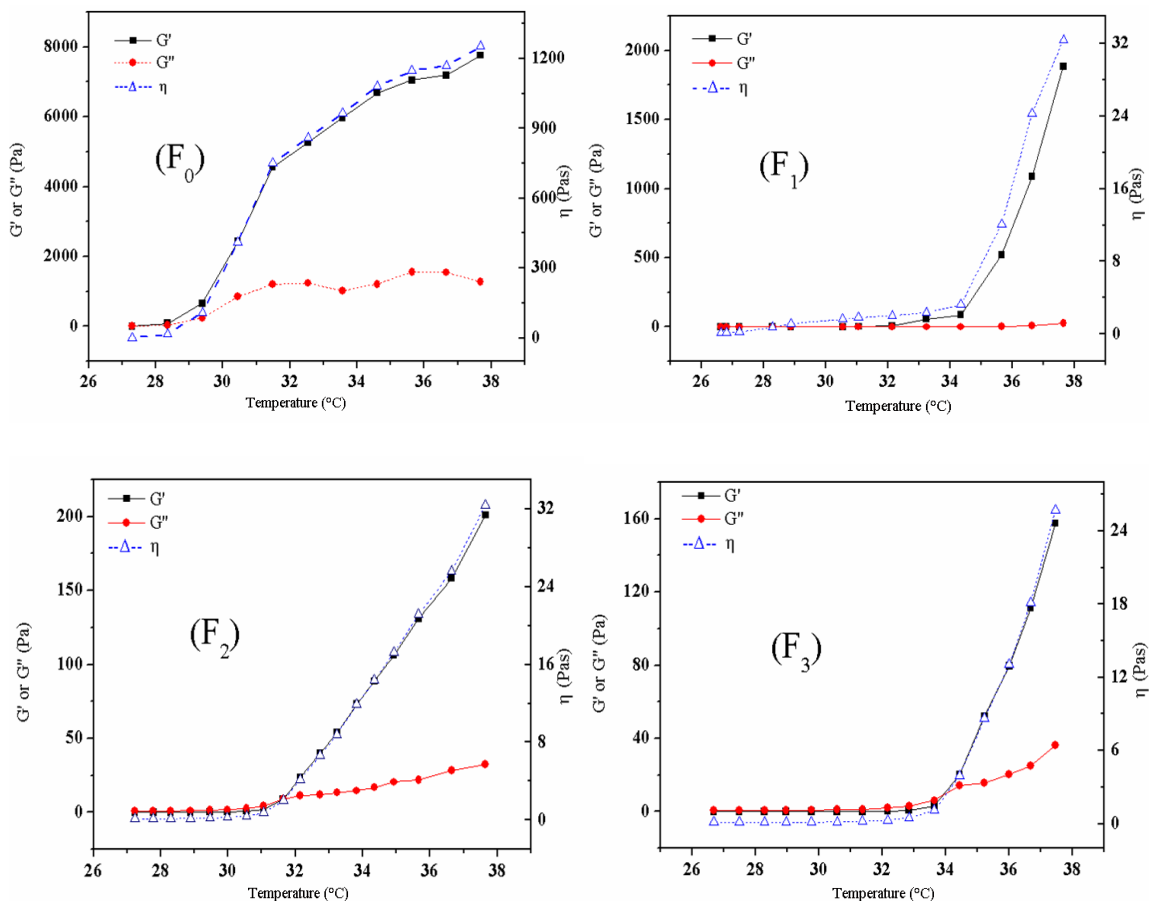 G'
G"
η
(F0)
G' or G" (Pa)
8000
6000
4000
2000
0
η (Pas)
1200
900
600
300
0
26 28 30 32 34 36 38
Temperature (°C)
G'
G"
η
(F1)
G' or G" (Pa)
2000
1500
1000
500
0
η (Pas)
32
24
16
8
0
26 28 30 32 34 36 38
Temperature (°C)
G'
G"
η
(F2)
G' or G" (Pa)
200
150
100
50
0
η (Pas)
32
24
16
8
0
26 28 30 32 34 36 38
Temperature (°C)
G'
G"
η
(F3)
G' or G" (Pa)
160
120
80
40
0
η (Pas)
24
18
12
6
0
26 28 30 32 34 36 38
Temperature (°C)